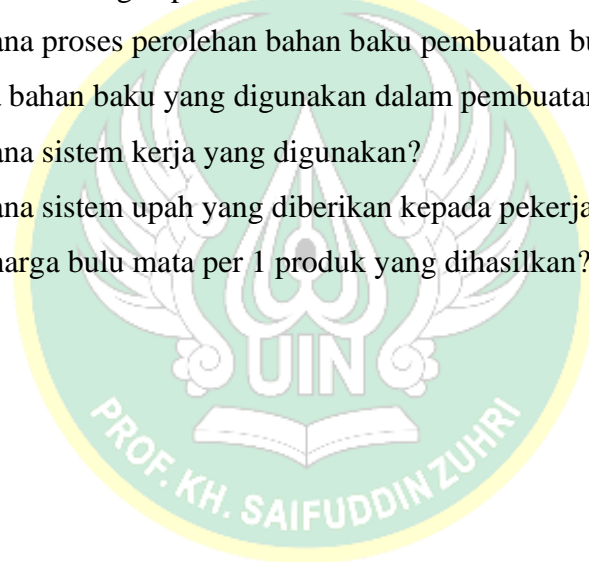 ana proses perolehan bahan baku pembuatan bu
bahan baku yang digunakan dalam pembuatan
ana sistem kerja yang digunakan?
ana sistem upah yang diberikan kepada pekerja
harga bulu mata per 1 produk yang dihasilkan?
UIN
PROF. KH. SAIFUDDIN ZUHRI